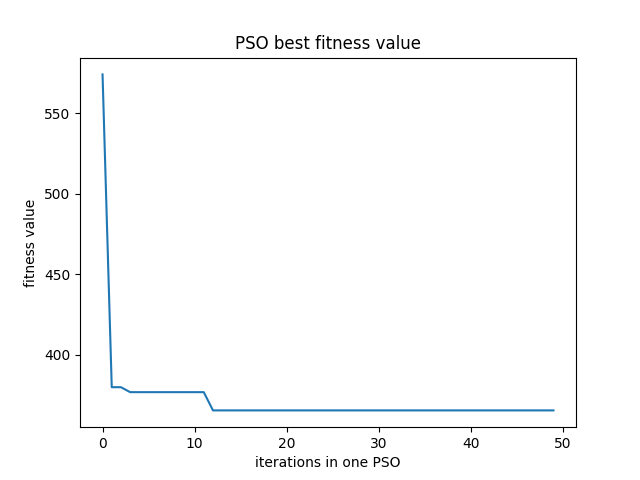 PSO best fitness value
550
500
450
400
fitness value
0 10 20 30 40 50
iterations in one PSO